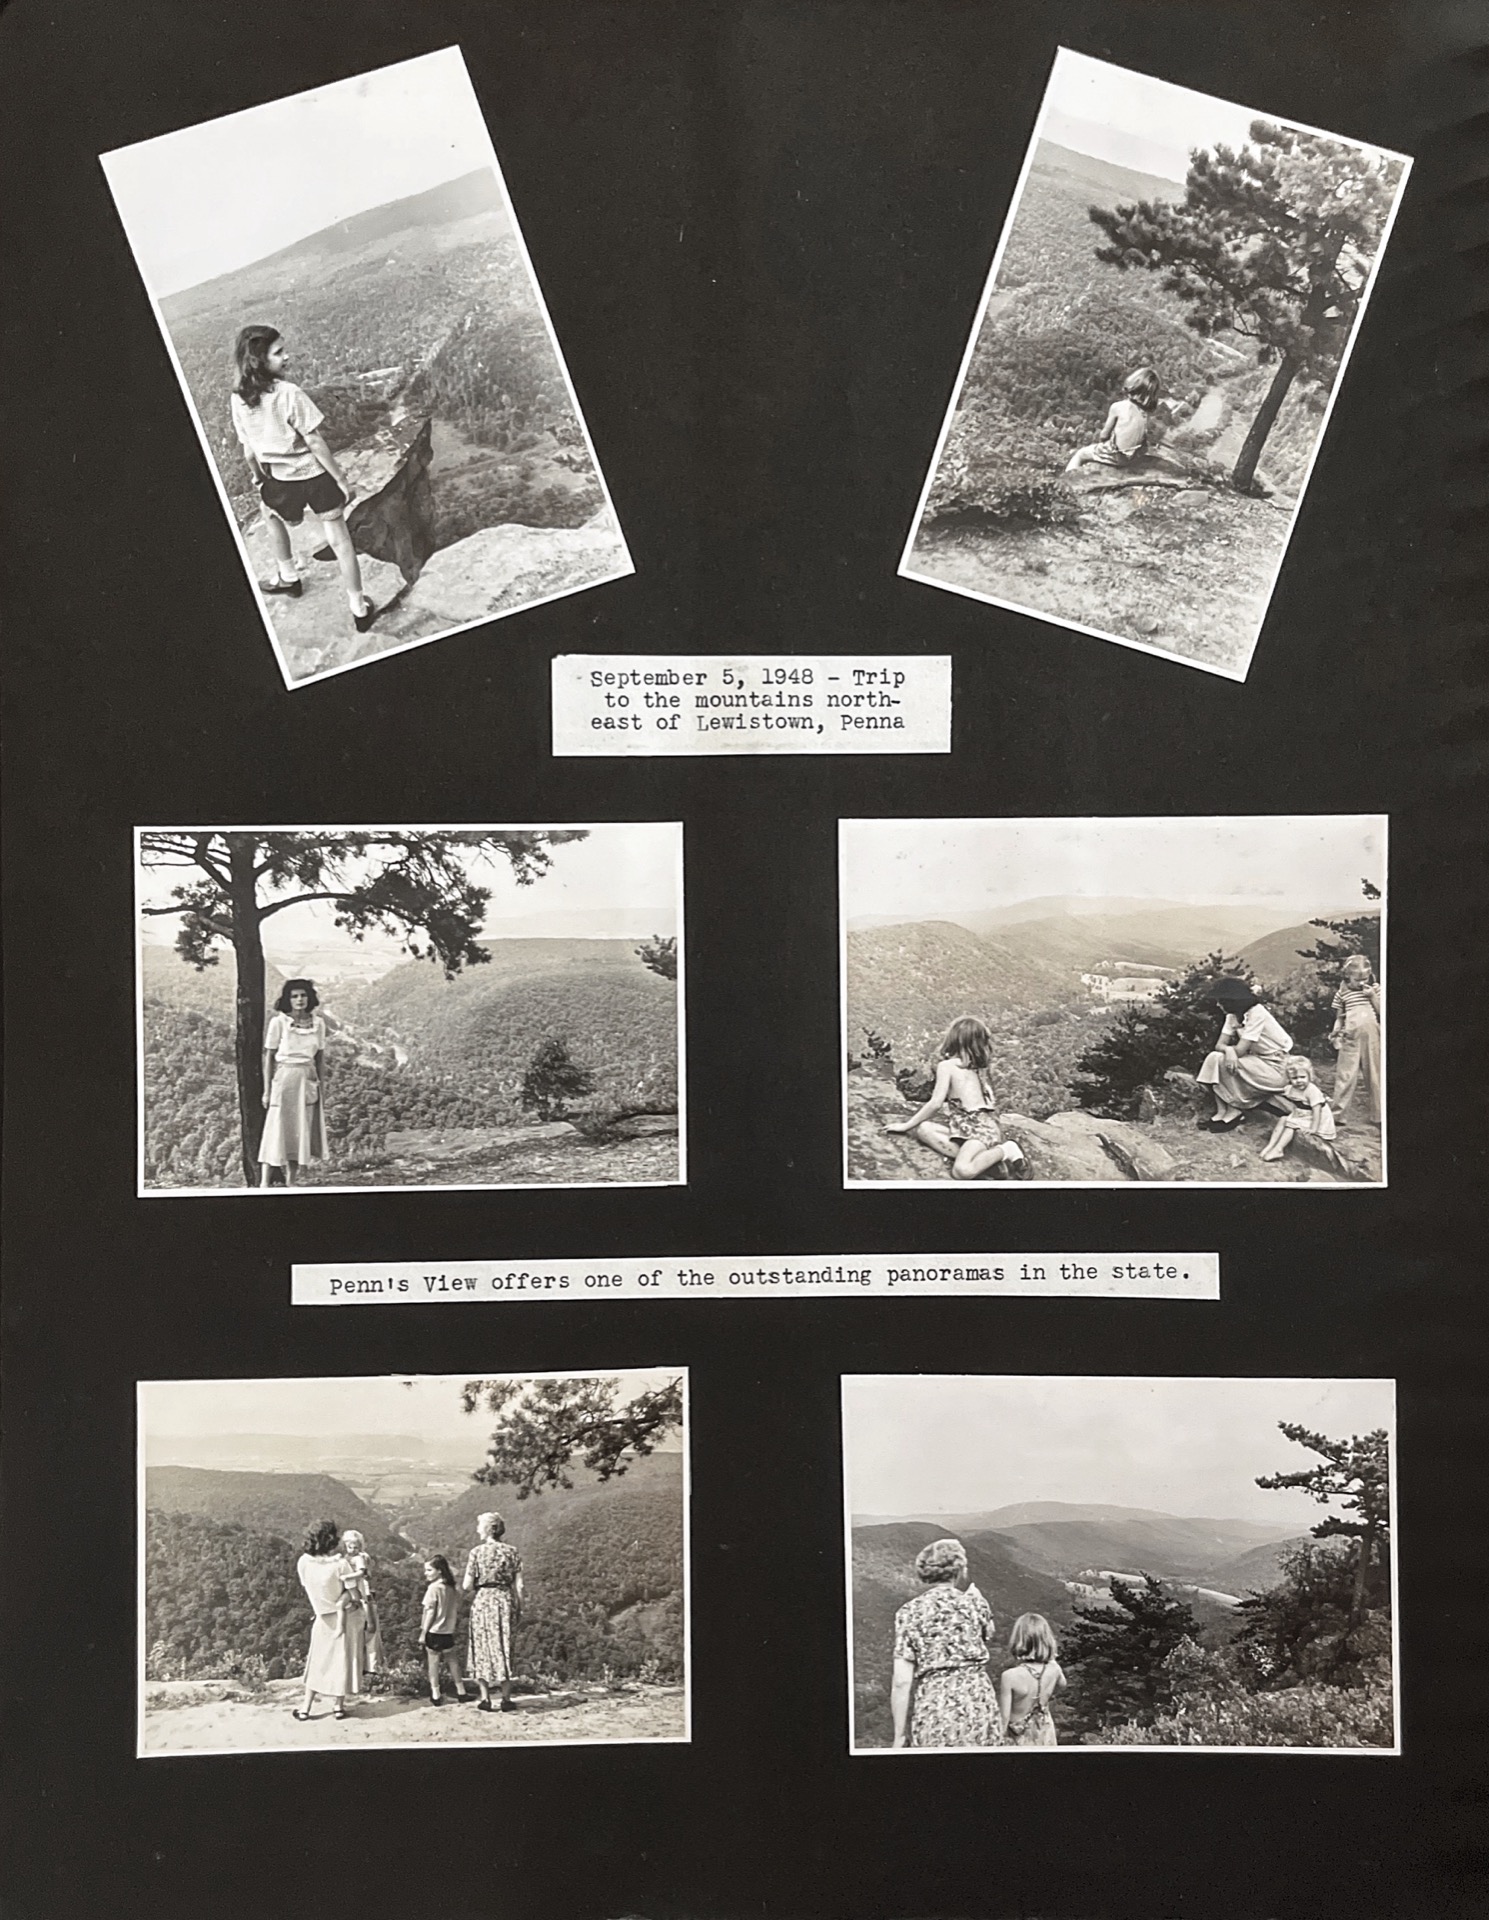 September 5, 1948 - Trip
to the mountains north-
east of Lewistown, Penna
Penn's View offers one of the outstanding panoramas in the state.